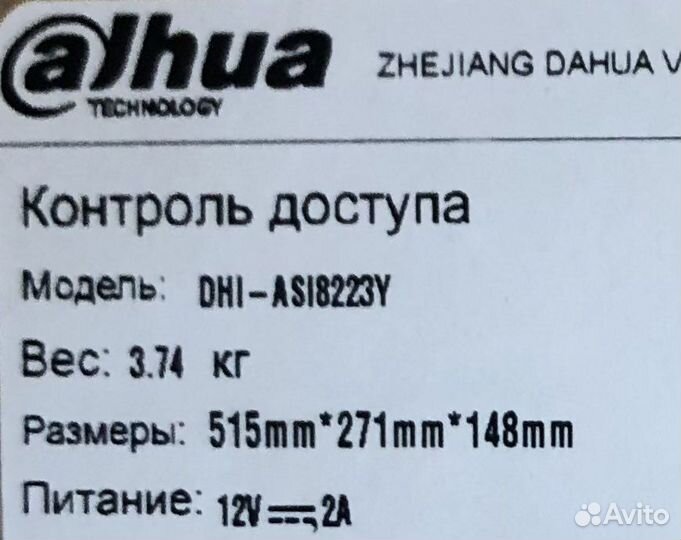 alhua
TECHNOLOGY
ZHEJIANG DAHUA V
Контроль доступа
Модель: DHI-ASI8223Y
Вес: 3.74 кг
Размеры: 515mm*271mm*148mm
Питание: 12V⎓2A
Avito